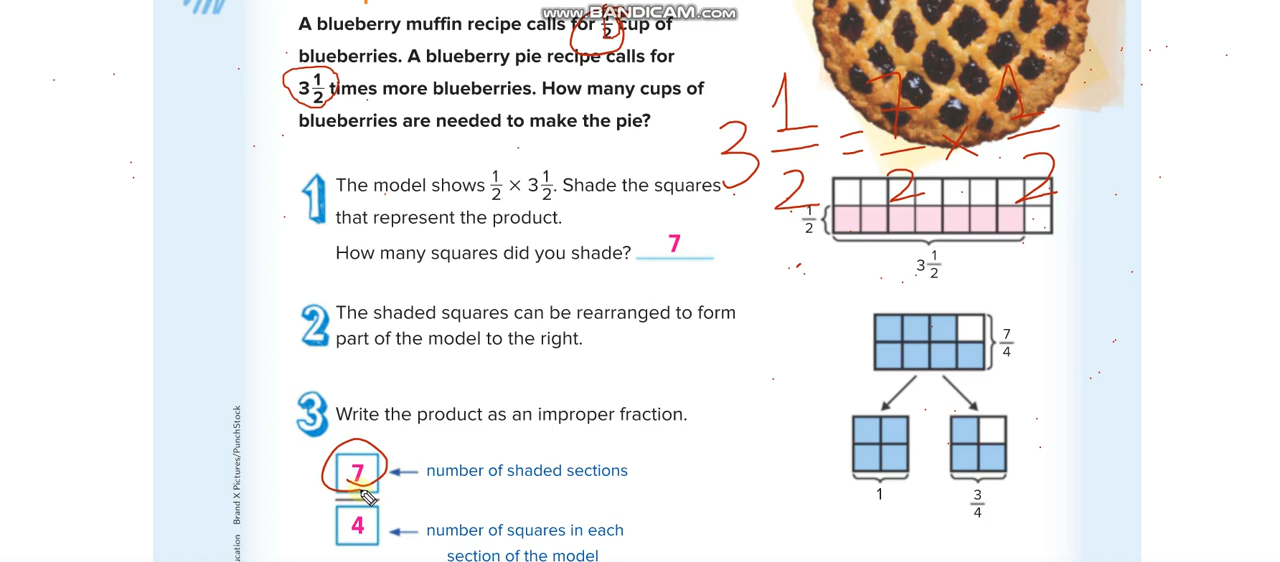 www.BANDICAM.com
A blueberry muffin recipe calls for 1/2 cup of
blueberries. A blueberry pie recipe calls for
3 1/2 times more blueberries. How many cups of
blueberries are needed to make the pie?
3 1/2 = 7/2 × 1/2
1 The model shows 1/2 × 3 1/2. Shade the squares
that represent the product.
How many squares did you shade? 7
1/2
3 1/2
2 The shaded squares can be rearranged to form
part of the model to the right.
7/4
1
3/4
3 Write the product as an improper fraction.
7 number of shaded sections
4 number of squares in each
section of the model
cation Brand X Pictures/PunchStock